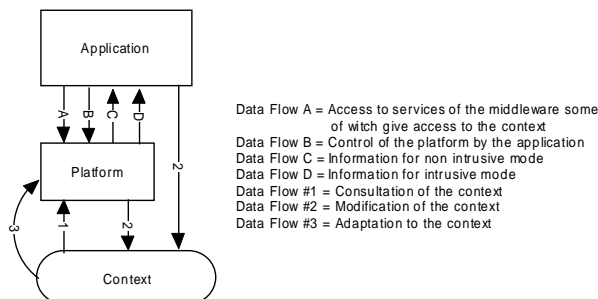 Application
A
B
C
D
2
Platform
3
1
2
Context
Data Flow A = Access to services of the middleware some
of witch give access to the context
Data Flow B = Control of the platform by the application
Data Flow C = Information for non intrusive mode
Data Flow D = Information for intrusive mode
Data Flow #1 = Consultation of the context
Data Flow #2 = Modification of the context
Data Flow #3 = Adaptation to the context